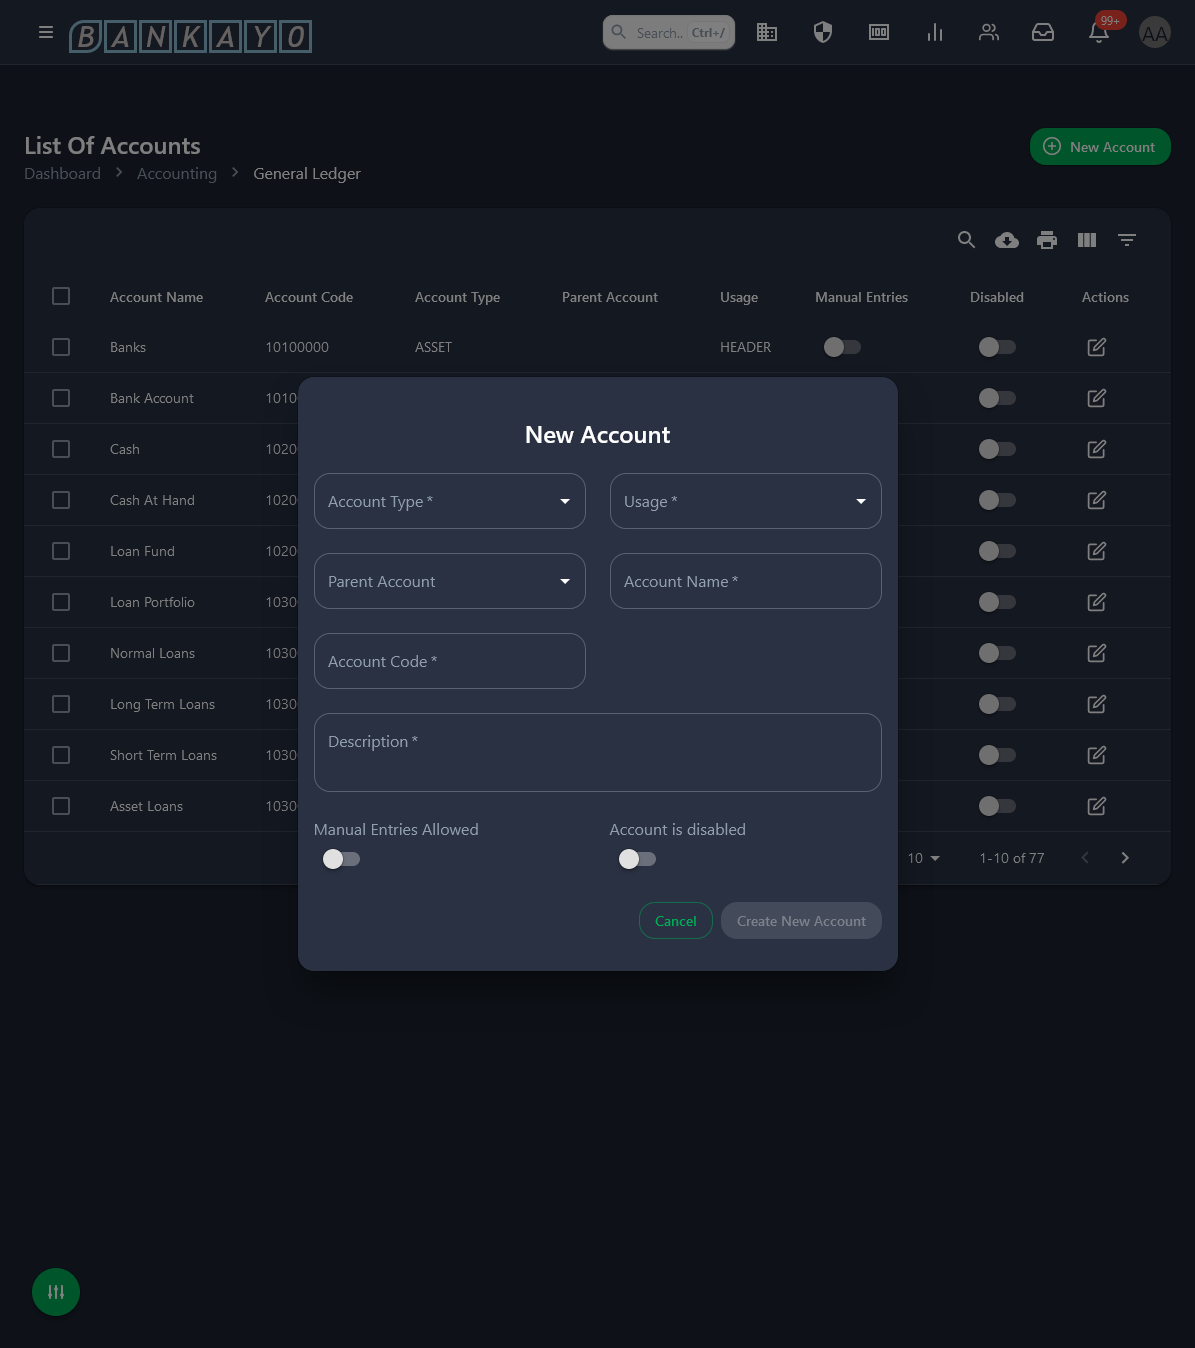 BANKAYO
Search.. Ctrl+/
99+
AA
List Of Accounts
New Account
Dashboard Accounting General Ledger
Account Name Account Code Account Type Parent Account Usage Manual Entries Disabled Actions
Banks 10100000 ASSET HEADER
Bank Account 1010
Cash 1020
Cash At Hand 1020
Loan Fund 1020
Loan Portfolio 1030
Normal Loans 1030
Long Term Loans 1030
Short Term Loans 1030
Asset Loans 1030
10 1-10 of 77
New Account
Account Type * Usage *
Parent Account Account Name *
Account Code *
Description *
Manual Entries Allowed Account is disabled
Cancel Create New Account